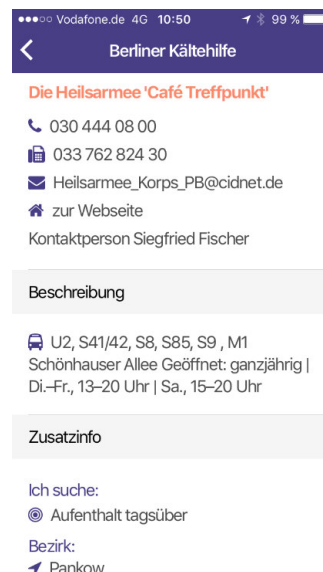 Vodafone.de 4G 10:50 99 %
Berliner Kältehilfe
Die Heilsarmee 'Café Treffpunkt'
030 444 08 00
033 762 824 30
Heilsarmee_Korps_PB@cidnet.de
zur Webseite
Kontaktperson Siegfried Fischer
Beschreibung
U2, S41/42, S8, S85, S9 , M1
Schönhauser Allee Geöffnet: ganzjährig |
Di.–Fr., 13–20 Uhr | Sa., 15–20 Uhr
Zusatzinfo
Ich suche:
Aufenthalt tagsüber
Bezirk:
Pankow